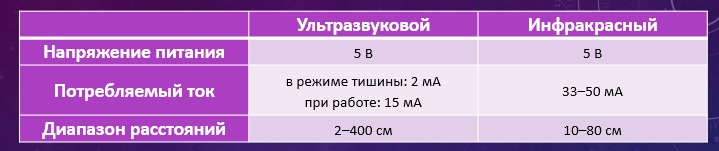 Ультразвуковой Инфракрасный
Напряжение питания 5 В 5 В
Потребляемый ток в режиме тишины: 2 мА при работе: 15 мА 33–50 мА
Диапазон расстояний 2–400 см 10–80 см